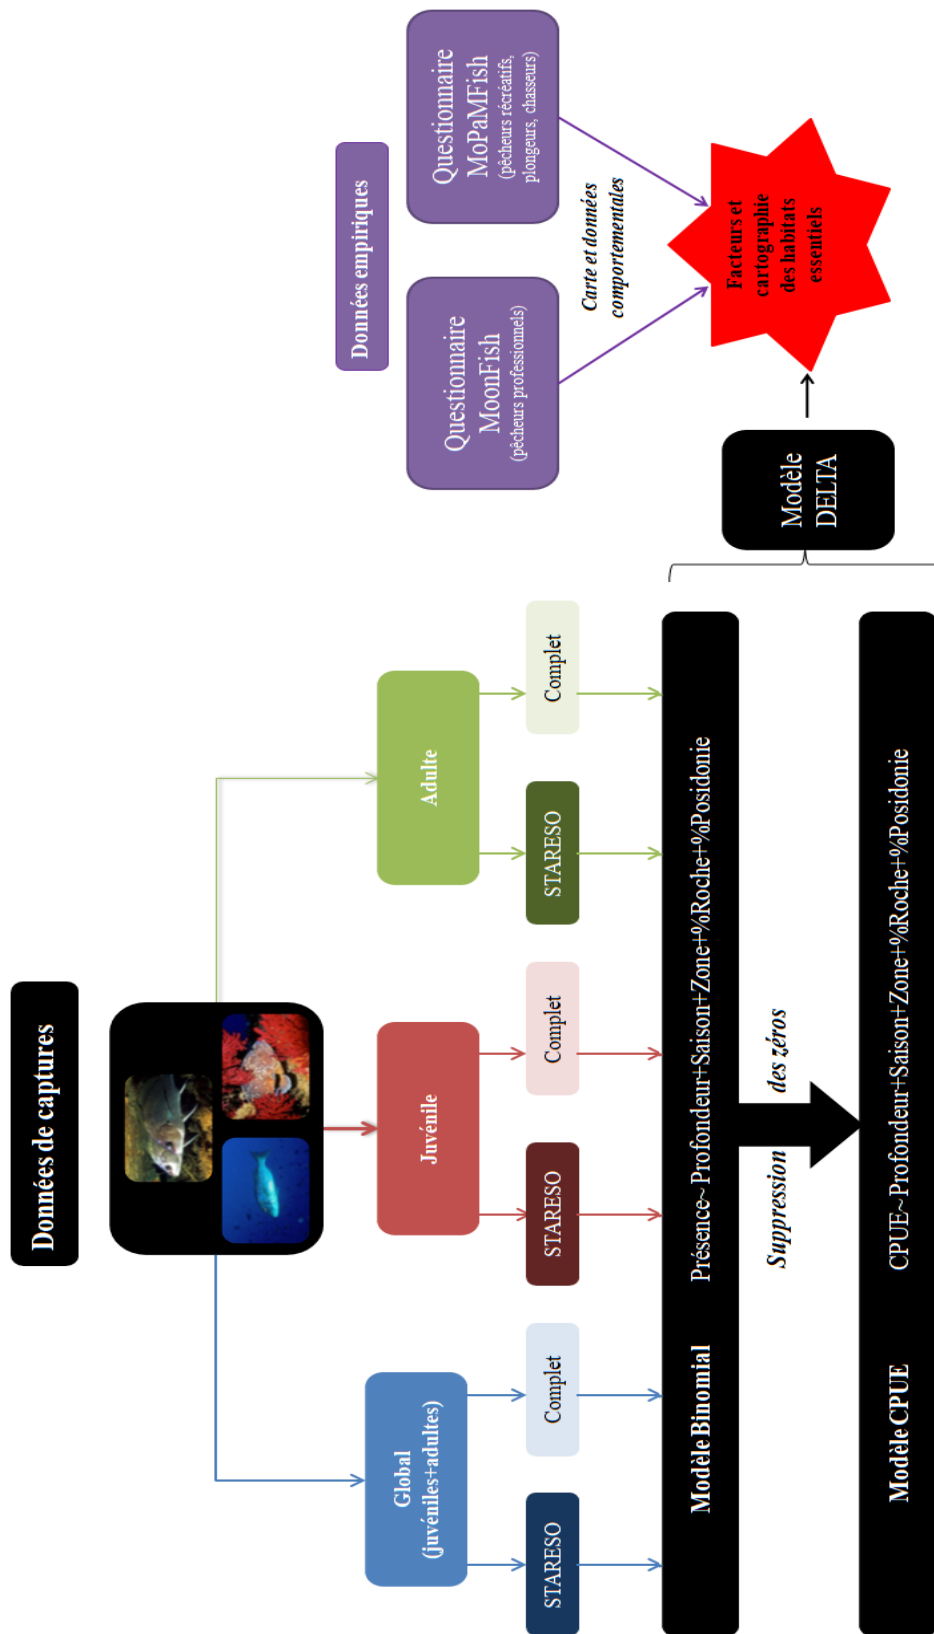 Données de captures
Données empiriques
Global
(juvéniles+adultes)
Juvénile
Adulte
STARESO
Complet
STARESO
Complet
STARESO
Complet
Modèle Binomial
Présence~Profondeur+Saison+Zone+%Roche+%Posidonie
Suppression des zéros
Modèle CPUE
CPUE~Profondeur+Saison+Zone+%Roche+%Posidonie
Modèle
DELTA
Questionnaire
MoonFish
(pêcheurs professionnels)
Questionnaire
MoPaMFish
(pêcheurs récréatifs,
plongeurs, chasseurs)
Carte et données
comportementales
Facteurs et
cartographie
des habitats
essentiels